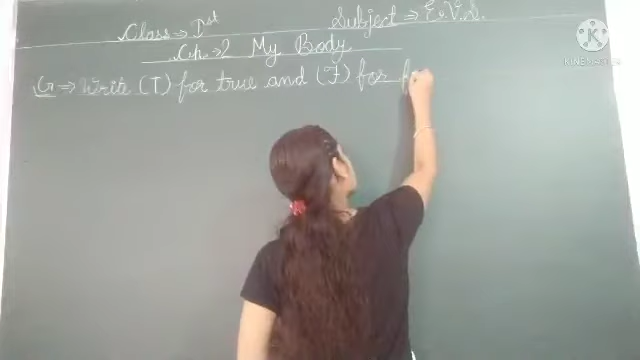 Class → Ist Subject → E.V.S.
Ch → 2 My Body
G ⇒ Write (T) for true and (F) for f
KINEMASTER